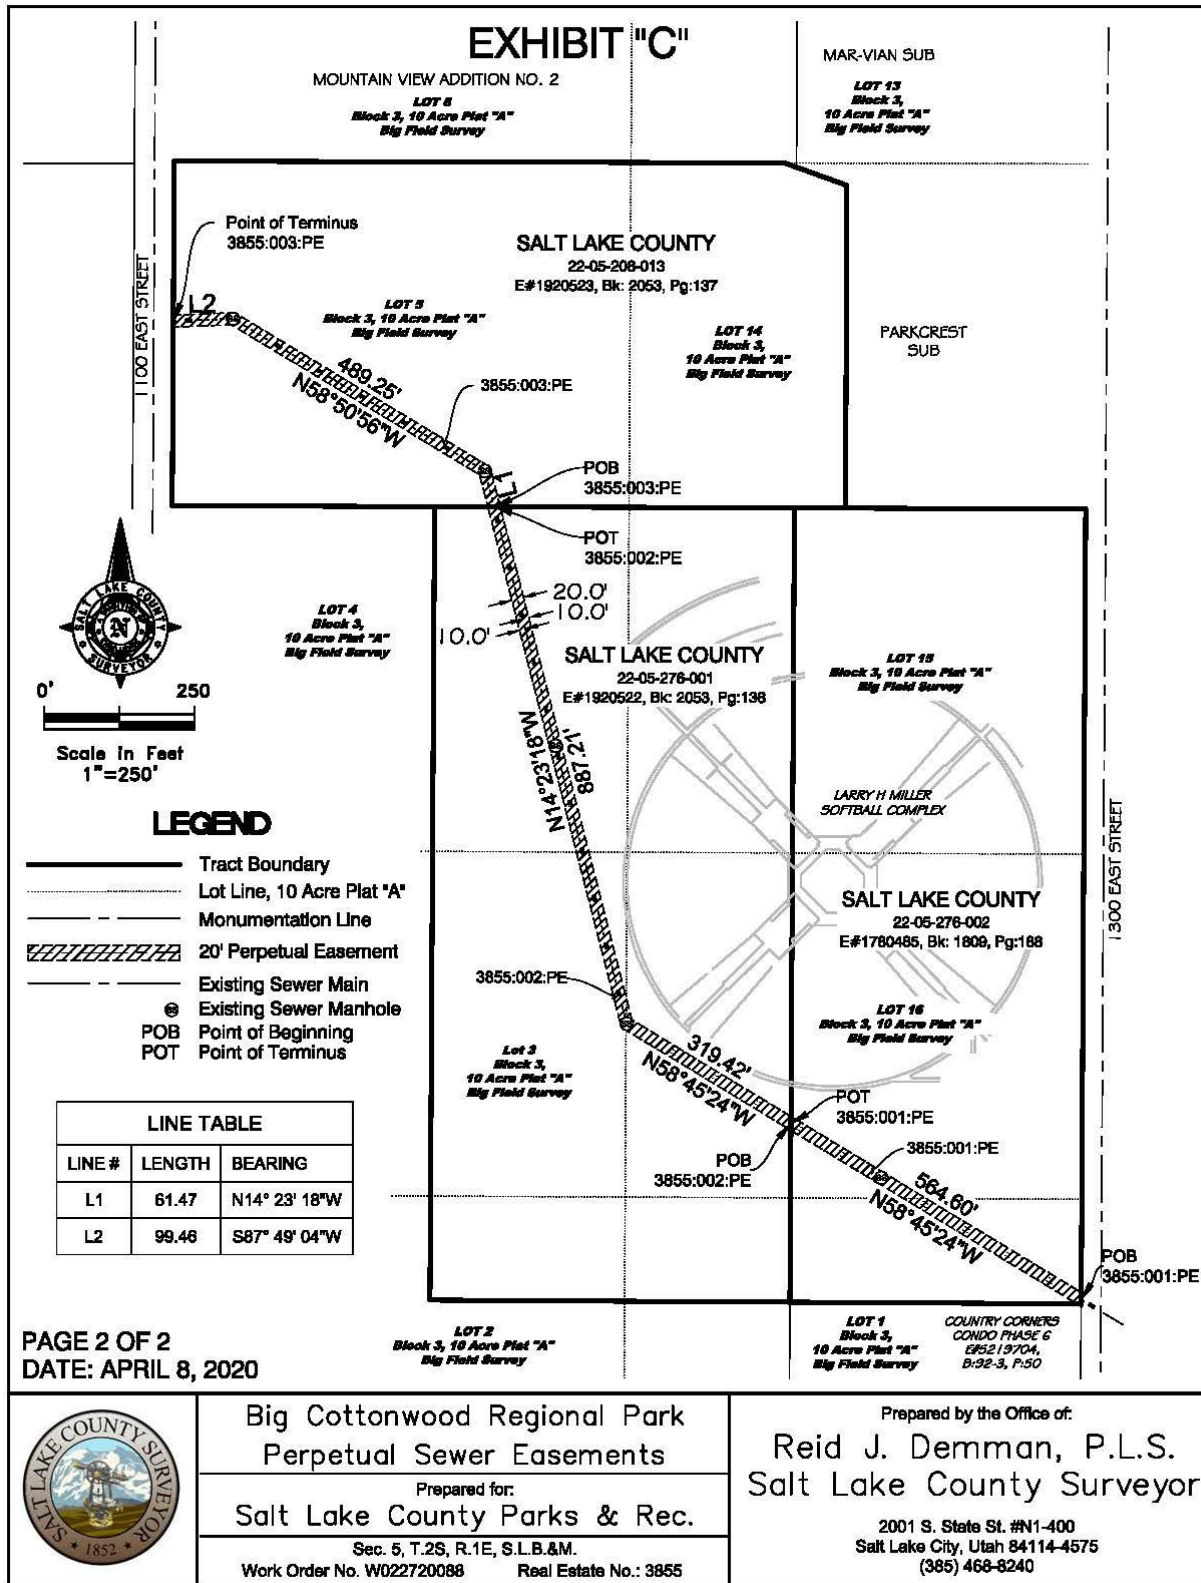 EXHIBIT "C"
MOUNTAIN VIEW ADDITION NO. 2
MAR-VIAN SUB
LOT 6
Block 3, 10 Acre Plat "A"
Big Field Survey
LOT 13
Block 3,
10 Acre Plat "A"
Big Field Survey
Point of Terminus
3855:003:PE
SALT LAKE COUNTY
22-05-208-013
E#1920523, Bk: 2053, Pg:137
1100 EAST STREET
L2
LOT 5
Block 3, 10 Acre Plat "A"
Big Field Survey
LOT 14
Block 3,
10 Acre Plat "A"
Big Field Survey
PARKCREST
SUB
489.25'
N58°50'56"W
3855:003:PE
L1
POB
3855:003:PE
POT
3855:002:PE
SALT LAKE COUNTY
SURVEYOR
N
0' 250
Scale in Feet
1"=250'
LOT 4
Block 3,
10 Acre Plat "A"
Big Field Survey
20.0'
10.0'
10.0'
SALT LAKE COUNTY
22-05-276-001
E#1920522, Bk: 2053, Pg:136
LOT 15
Block 3, 10 Acre Plat "A"
Big Field Survey
N14°23'18"W
887.21'
LARRY H MILLER
SOFTBALL COMPLEX
1300 EAST STREET
SALT LAKE COUNTY
22-05-276-002
E#1780485, Bk: 1809, Pg:188
LEGEND
Tract Boundary
Lot Line, 10 Acre Plat "A"
Monumentation Line
20' Perpetual Easement
Existing Sewer Main
Existing Sewer Manhole
POB Point of Beginning
POT Point of Terminus
3855:002:PE
LOT 16
Block 3, 10 Acre Plat "A"
Big Field Survey
Lot 3
Block 3,
10 Acre Plat "A"
Big Field Survey
319.42'
N58°45'24"W
POT
3855:001:PE
POB
3855:002:PE
3855:001:PE
564.60'
N58°45'24"W
POB
3855:001:PE
LINE TABLE
LINE # LENGTH BEARING
L1 61.47 N14° 23' 18"W
L2 99.46 S87° 49' 04"W
LOT 2
Block 3, 10 Acre Plat "A"
Big Field Survey
LOT 1
Block 3,
10 Acre Plat "A"
Big Field Survey
COUNTRY CORNERS
CONDO PHASE 6
E#5219704,
B:92-3, P:50
PAGE 2 OF 2
DATE: APRIL 8, 2020
SALT LAKE COUNTY SURVEYOR
1852
Big Cottonwood Regional Park
Perpetual Sewer Easements
Prepared for:
Salt Lake County Parks & Rec.
Sec. 5, T.2S, R.1E, S.L.B.&M.
Work Order No. W022720088 Real Estate No.: 3855
Prepared by the Office of:
Reid J. Demman, P.L.S.
Salt Lake County Surveyor
2001 S. State St. #N1-400
Salt Lake City, Utah 84114-4575
(385) 468-8240